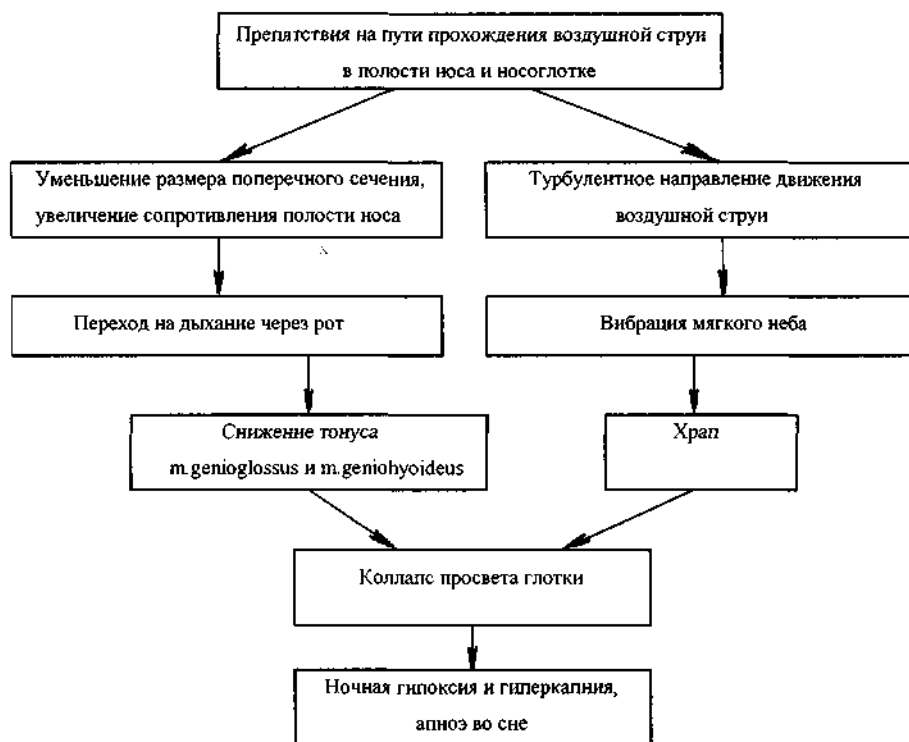 Препятствия на пути прохождения воздушной струи
в полости носа и носоглотке
Уменьшение размера поперечного сечения,
увеличение сопротивления полости носа
Турбулентное направление движения
воздушной струи
Переход на дыхание через рот
Вибрация мягкого неба
Снижение тонуса
m.genioglossus и m.geniohyoideus
Храп
Коллапс просвета глотки
Ночная гипоксия и гиперкапния,
апноэ во сне